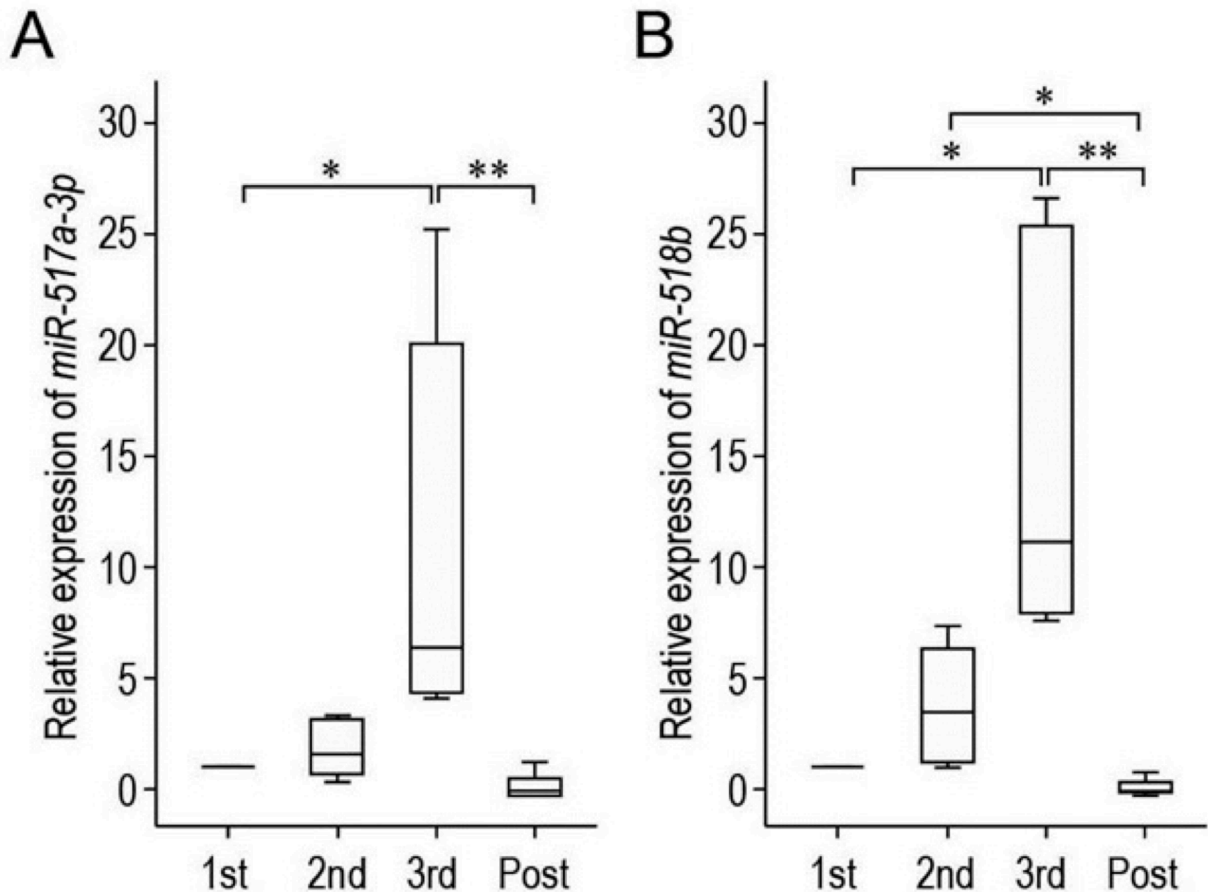 A
Relative expression of miR-517a-3p
30
25
20
15
10
5
0
* **
1st 2nd 3rd Post
B
Relative expression of miR-518b
30
25
20
15
10
5
0
*
* **
1st 2nd 3rd Post